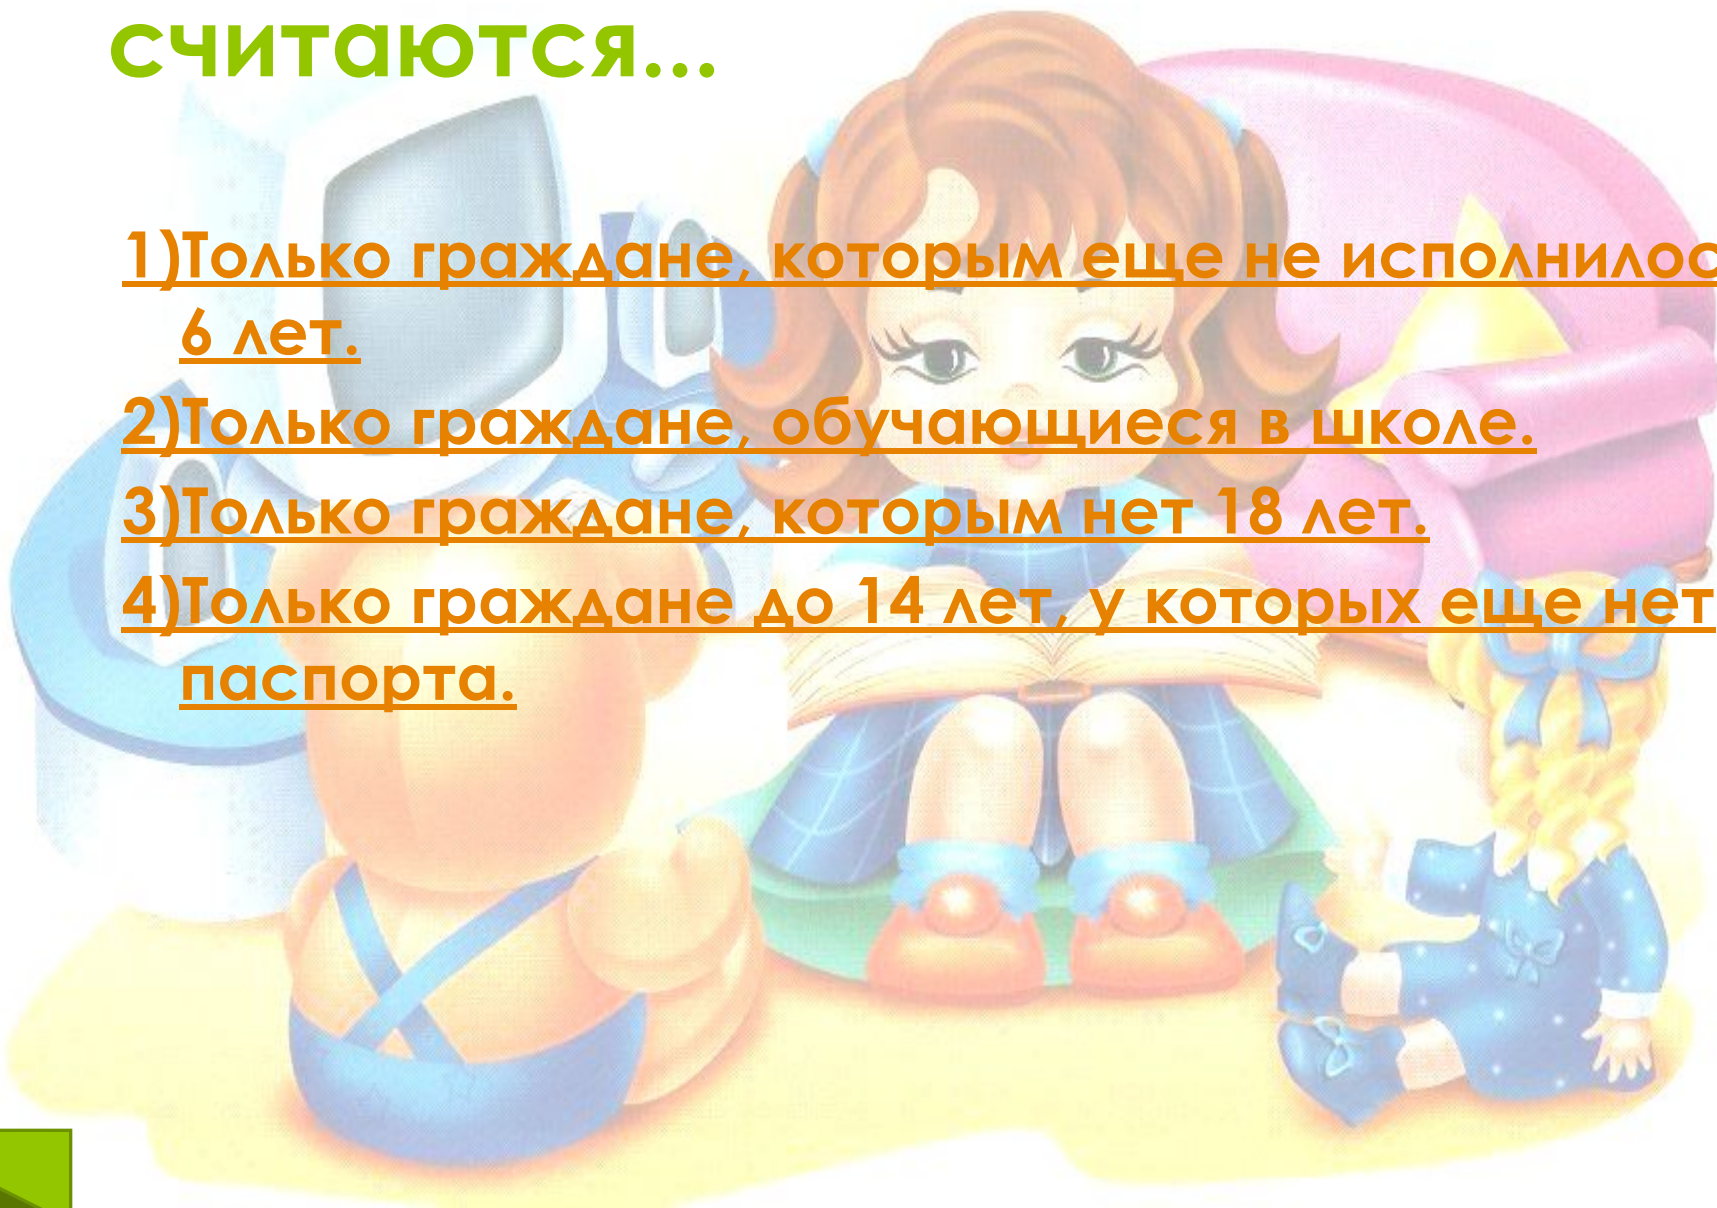 считаются...
1)Только граждане, которым еще не исполнилос
6 лет.
2)Только граждане, обучающиеся в школе.
3)Только граждане, которым нет 18 лет.
4)Только граждане до 14 лет, у которых еще нет
паспорта.